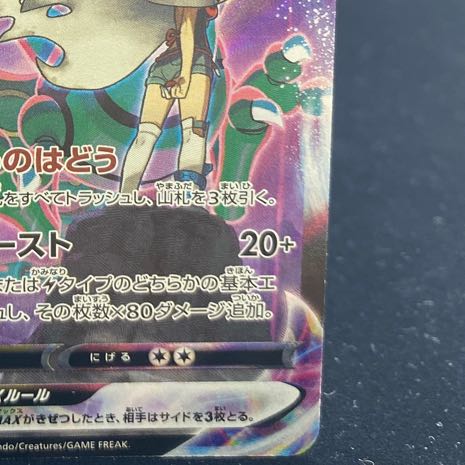 のはどう
をすべてトラッシュし、山札を3枚引く。
ースト 20+
または タイプのどちらかの基本エ
し、その枚数×80ダメージ追加。
にげる
ルール
MAXがきぜつしたとき、相手はサイドを3枚とる。
ndo/Creatures/GAME FREAK.